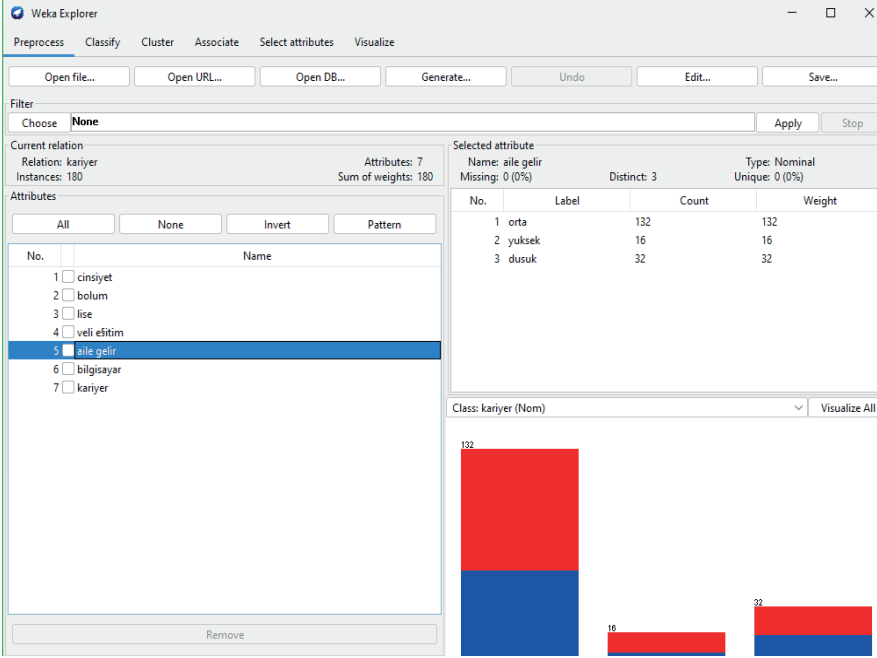 Weka Explorer
Preprocess Classify Cluster Associate Select attributes Visualize
Open file... Open URL... Open DB... Generate... Undo Edit... Save...
Filter
Choose None Apply Stop
Current relation
Relation: kariyer Attributes: 7
Instances: 180 Sum of weights: 180
Attributes
All None Invert Pattern
No. Name
1 cinsiyet
2 bolum
3 lise
4 veli eğitim
5 aile gelir
6 bilgisayar
7 kariyer
Remove
Selected attribute
Name: aile gelir Type: Nominal
Missing: 0 (0%) Distinct: 3 Unique: 0 (0%)
No. Label Count Weight
1 orta 132 132
2 yuksek 16 16
3 dusuk 32 32
Class: kariyer (Nom) Visualize All
132
16
32